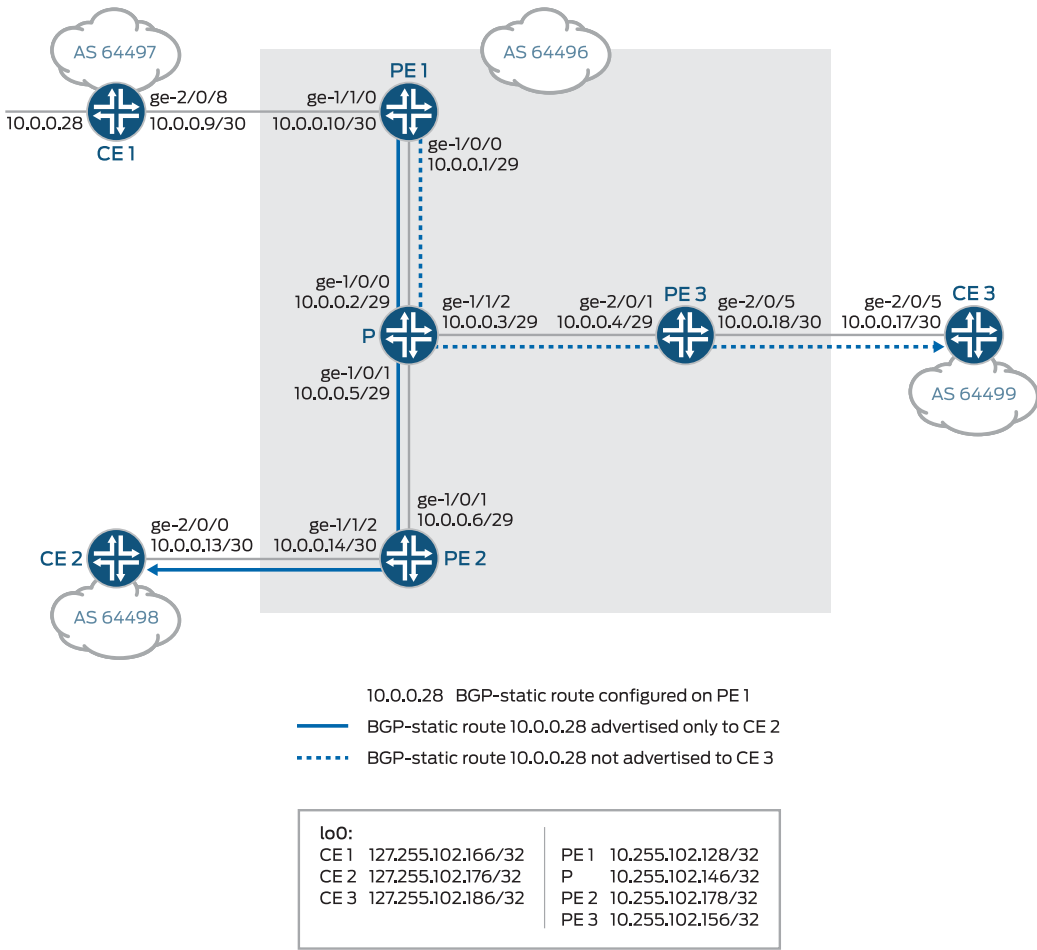 AS 64497
AS 64496
PE 1
ge-2/0/8
ge-1/1/0
10.0.0.28
10.0.0.9/30
10.0.0.10/30
CE 1
ge-1/0/0
10.0.0.1/29
ge-1/0/0
10.0.0.2/29
ge-1/1/2
10.0.0.3/29
ge-2/0/1
10.0.0.4/29
PE 3
ge-2/0/5
10.0.0.18/30
ge-2/0/5
10.0.0.17/30
CE 3
P
ge-1/0/1
10.0.0.5/29
AS 64499
ge-1/0/1
10.0.0.6/29
ge-2/0/0
10.0.0.13/30
ge-1/1/2
10.0.0.14/30
CE 2
PE 2
AS 64498
10.0.0.28 BGP-static route configured on PE 1
BGP-static route 10.0.0.28 advertised only to CE 2
BGP-static route 10.0.0.28 not advertised to CE 3
lo0:
CE 1 127.255.102.166/32
CE 2 127.255.102.176/32
CE 3 127.255.102.186/32
PE 1 10.255.102.128/32
P 10.255.102.146/32
PE 2 10.255.102.178/32
PE 3 10.255.102.156/32